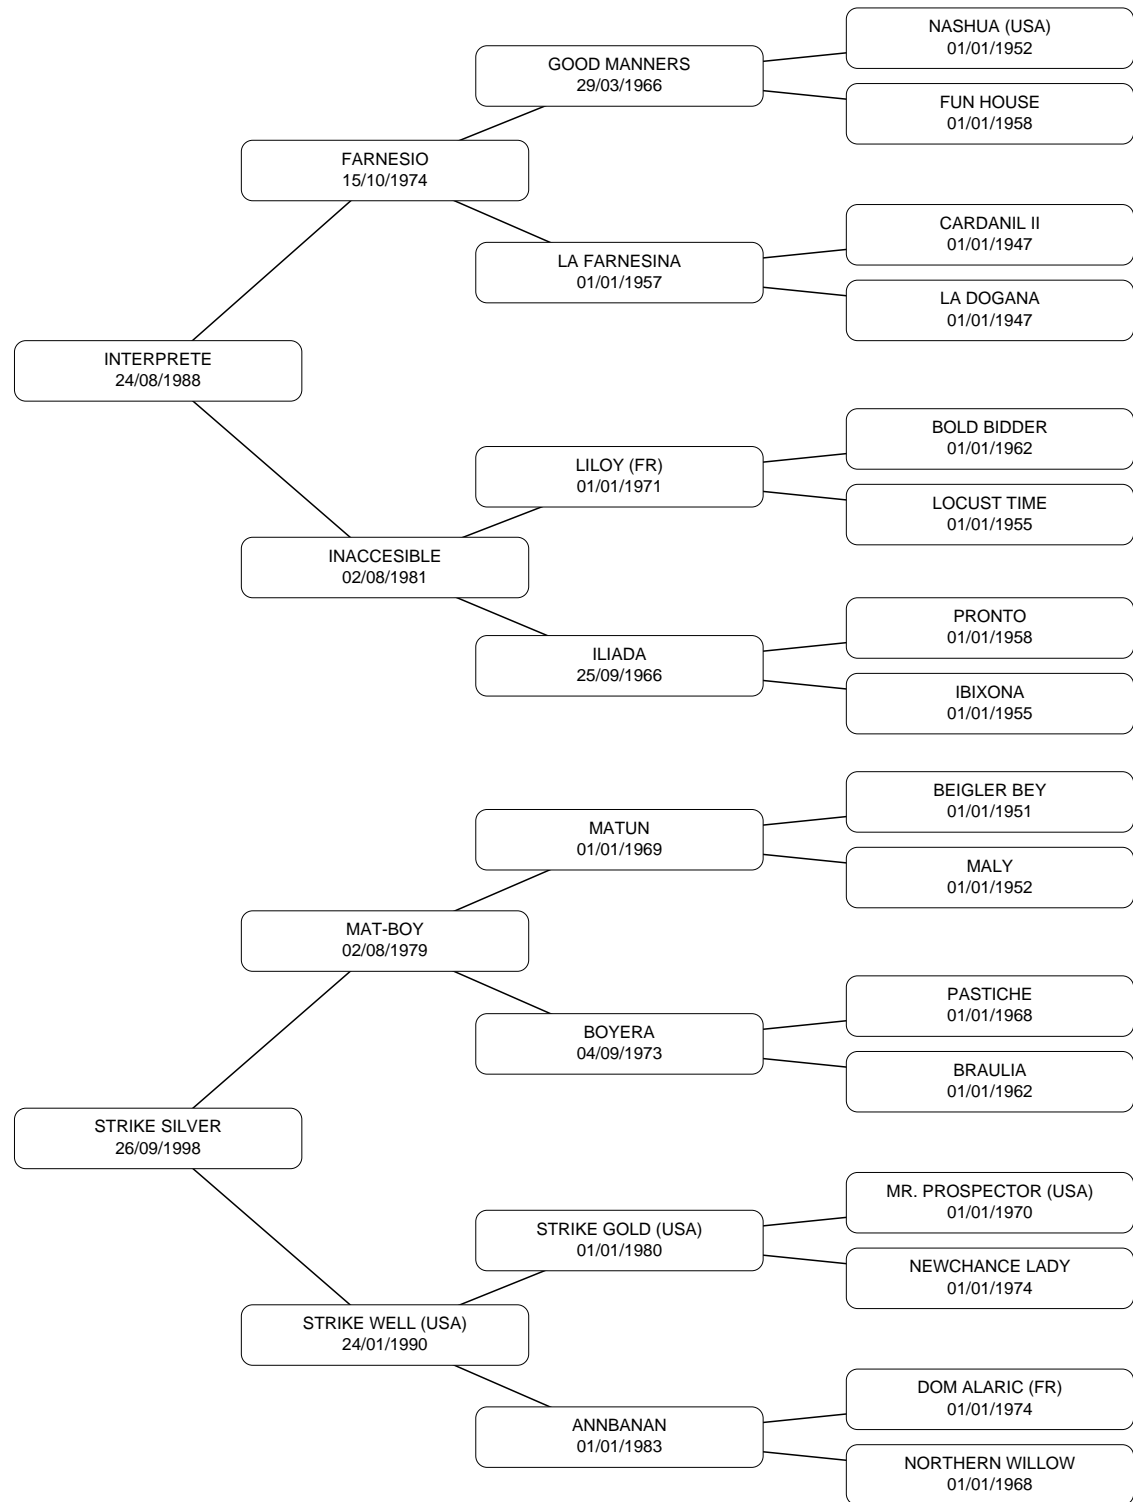 NASHUA (USA)
01/01/1952
GOOD MANNERS
29/03/1966
FUN HOUSE
01/01/1958
FARNESIO
15/10/1974
CARDANIL II
01/01/1947
LA FARNESINA
01/01/1957
LA DOGANA
01/01/1947
INTERPRETE
24/08/1988
BOLD BIDDER
01/01/1962
LILOY (FR)
01/01/1971
LOCUST TIME
01/01/1955
INACCESIBLE
02/08/1981
PRONTO
01/01/1958
ILIADA
25/09/1966
IBIXONA
01/01/1955
BEIGLER BEY
01/01/1951
MATUN
01/01/1969
MALY
01/01/1952
MAT-BOY
02/08/1979
PASTICHE
01/01/1968
BOYERA
04/09/1973
BRAULIA
01/01/1962
STRIKE SILVER
26/09/1998
MR. PROSPECTOR (USA)
01/01/1970
STRIKE GOLD (USA)
01/01/1980
NEWCHANCE LADY
01/01/1974
STRIKE WELL (USA)
24/01/1990
DOM ALARIC (FR)
01/01/1974
ANNBANAN
01/01/1983
NORTHERN WILLOW
01/01/1968